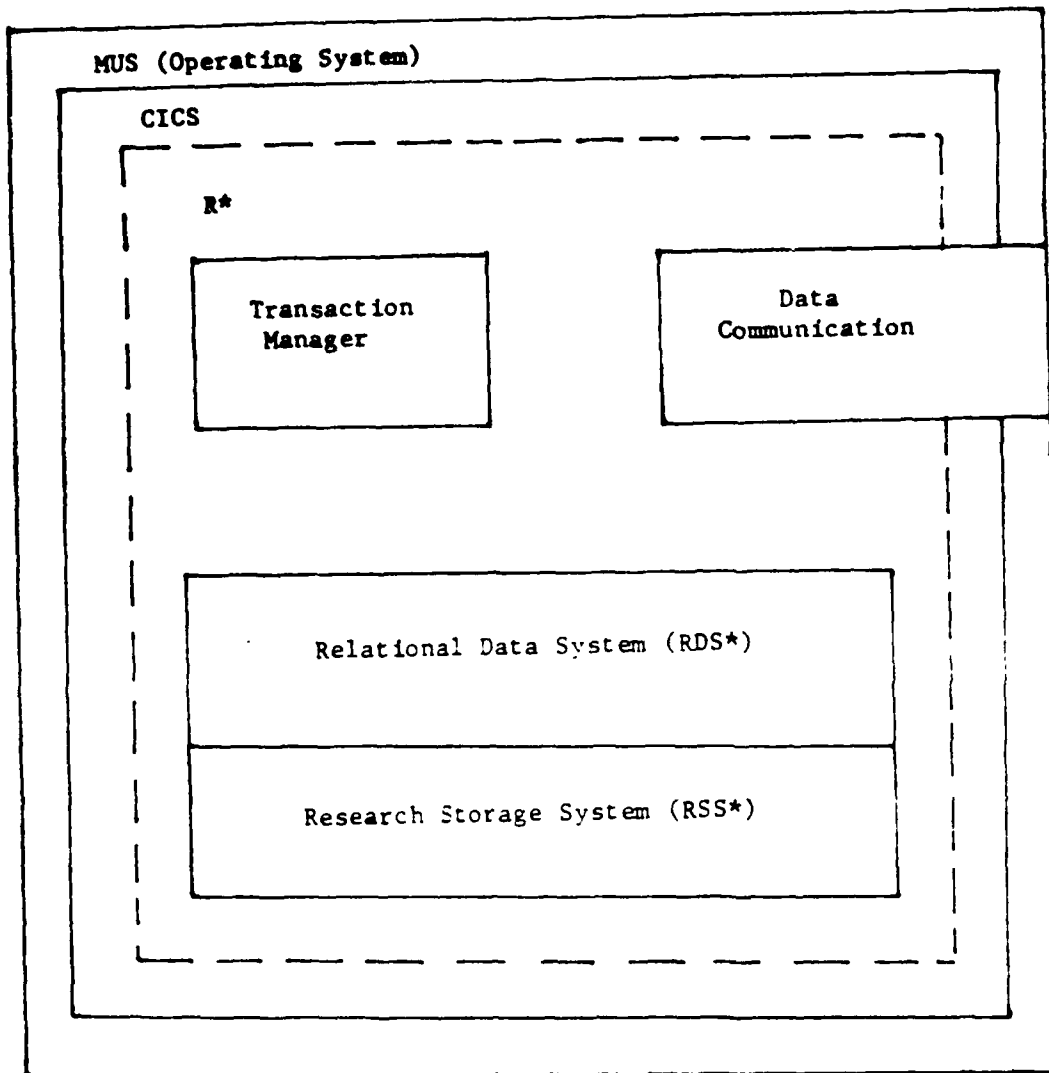 MUS (Operating System)
CICS
R*
Transaction
Manager
Data
Communication
Relational Data System (RDS*)
Research Storage System (RSS*)